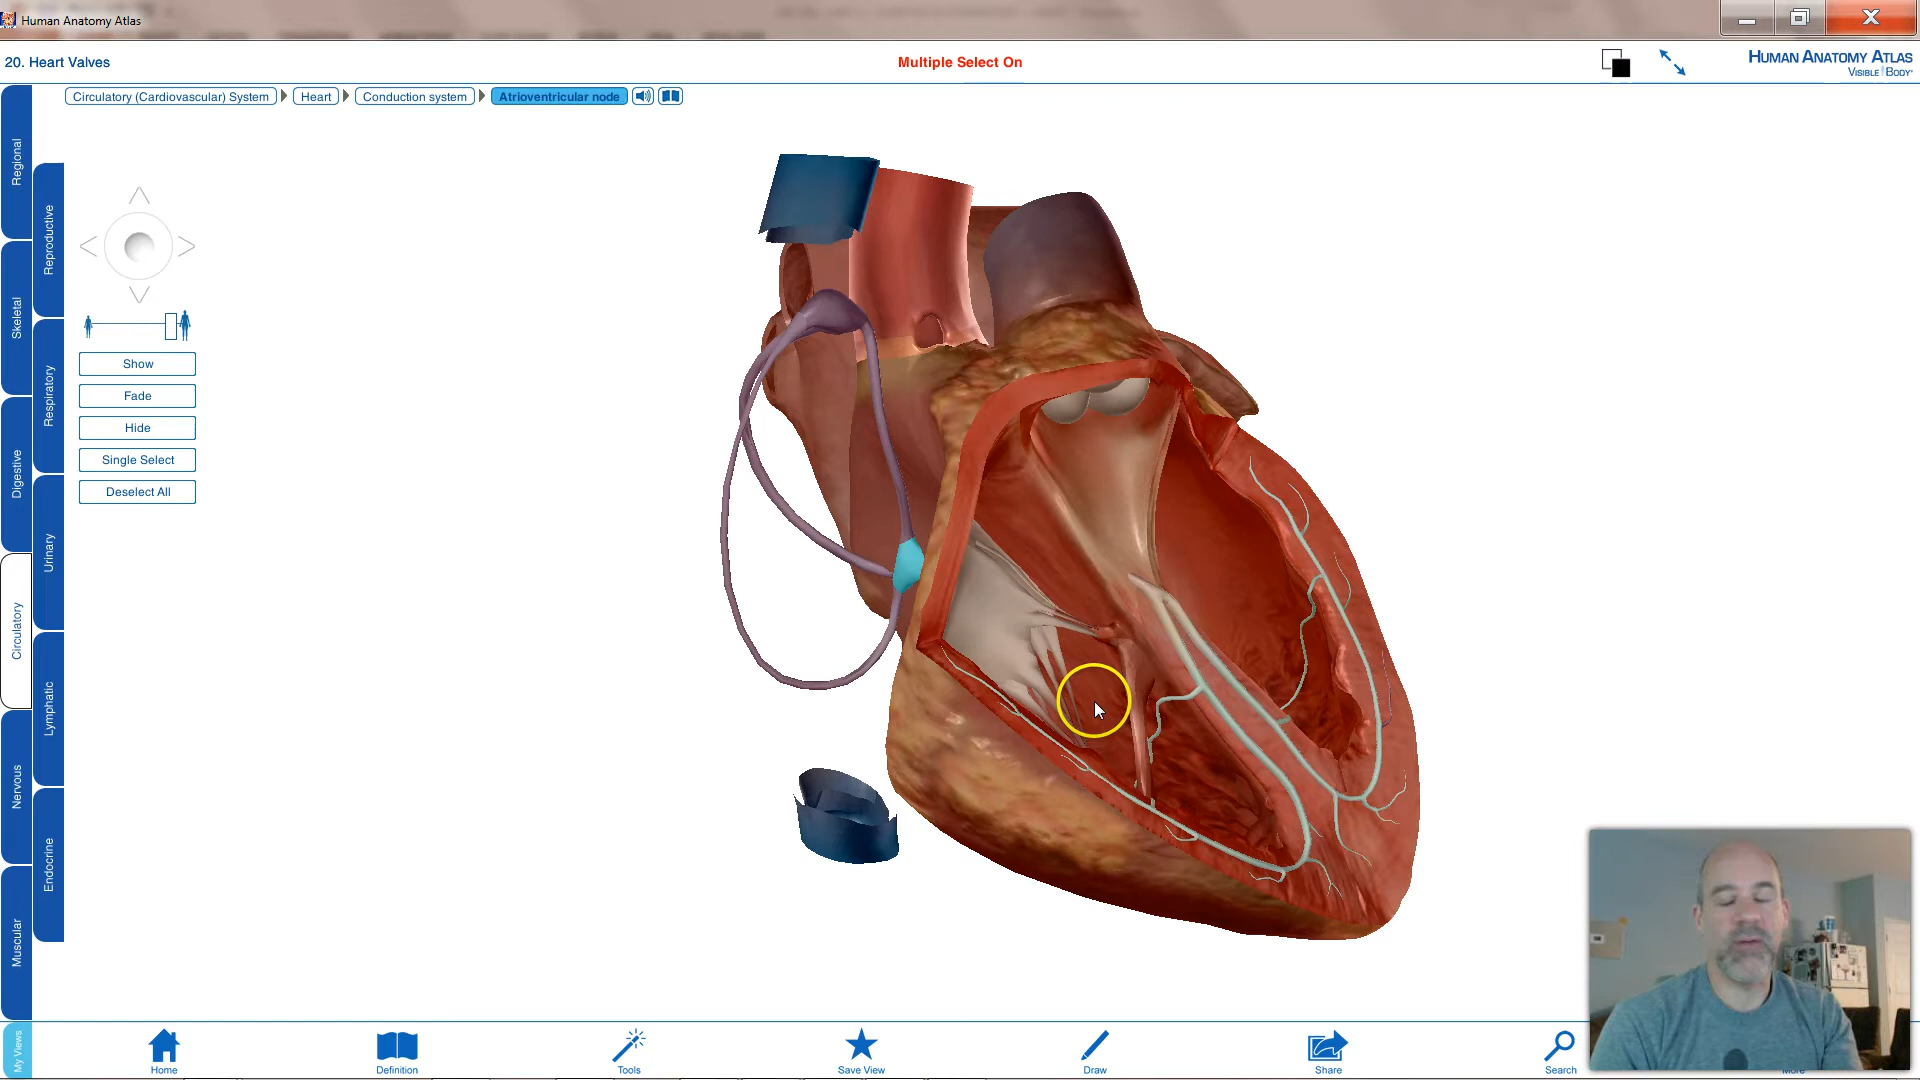 Human Anatomy Atlas
20. Heart Valves
Multiple Select On
HUMAN ANATOMY ATLAS
VISIBLE BODY
Circulatory (Cardiovascular) System
Heart
Conduction system
Atrioventricular node
Regional
Skeletal
Digestive
Circulatory
Nervous
Muscular
My Views
Reproductive
Respiratory
Urinary
Lymphatic
Endocrine
Show
Fade
Hide
Single Select
Deselect All
Home
Definition
Tools
Save View
Draw
Share
Search